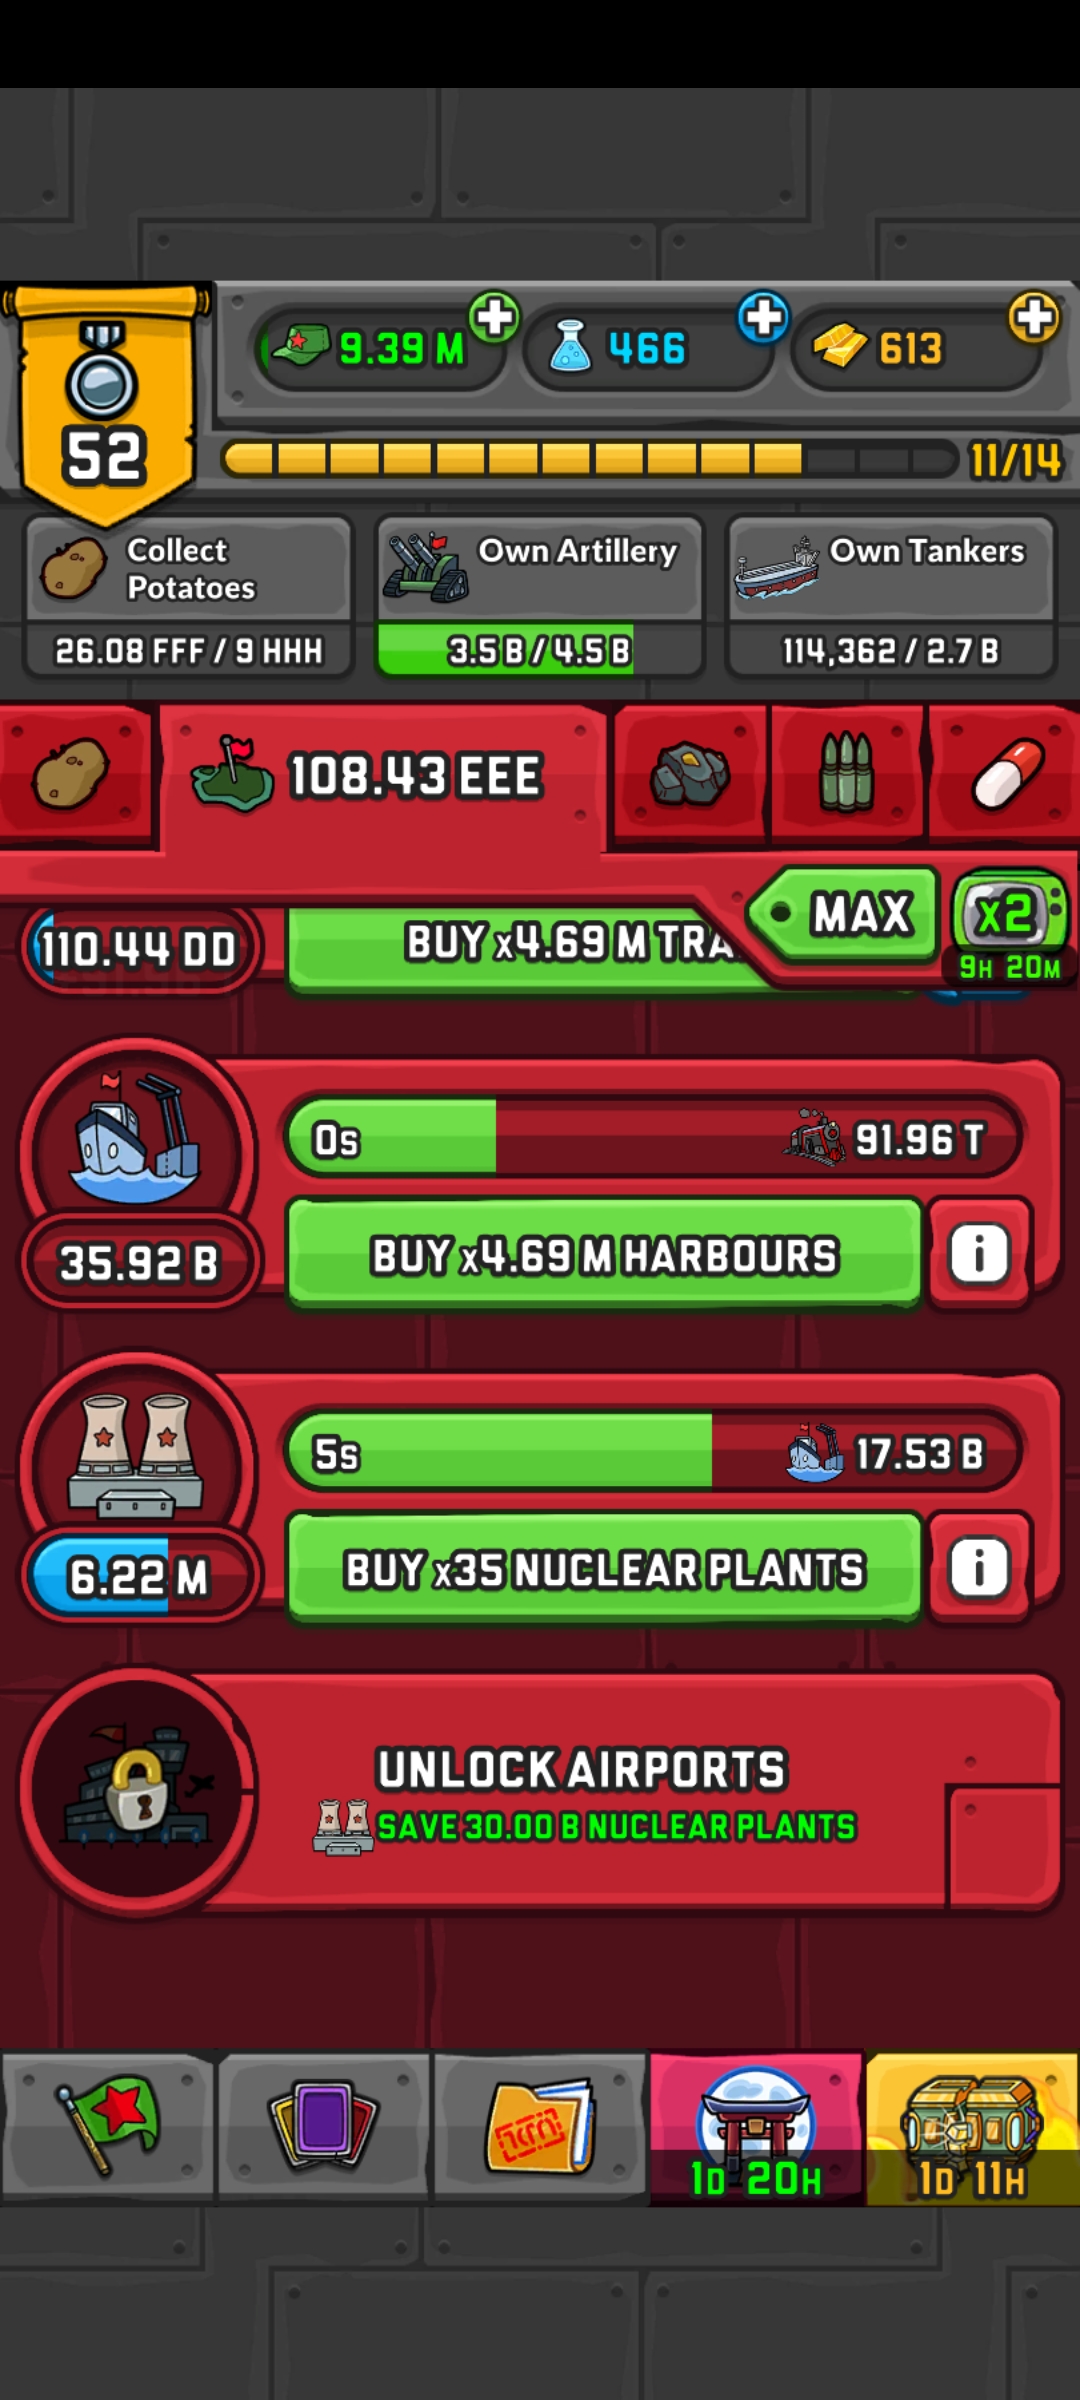 9.39 M
466
613
52
11/14
Collect
Potatoes
Own Artillery
Own Tankers
26.08 FFF / 9 HHH
3.5 B / 4.5 B
114,362 / 2.7 B
108.43 EEE
MAX
x2
9H 20M
110.44 DD
BUY x4.69 M TRA
0s
91.96 T
35.92 B
BUY x4.69 M HARBOURS
i
5s
17.53 B
6.22 M
BUY x35 NUCLEAR PLANTS
i
UNLOCK AIRPORTS
SAVE 30.00 B NUCLEAR PLANTS
1D 20H
1D 11H